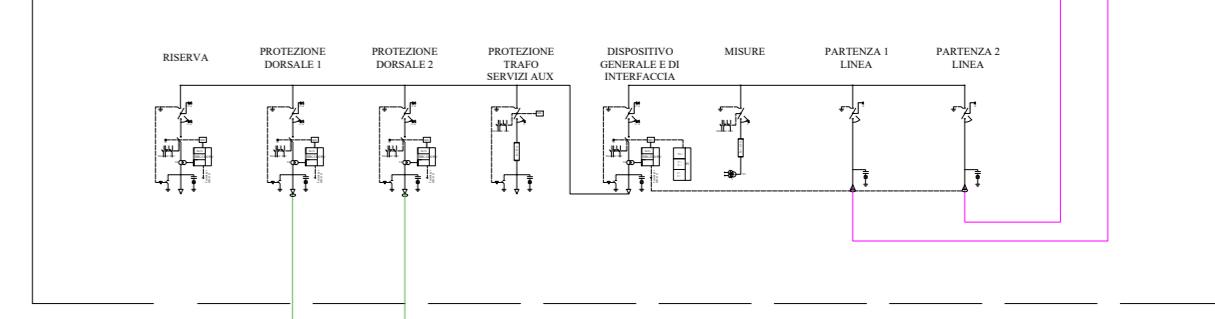 RISERVA
PROTEZIONE
DORSALE 1
PROTEZIONE
DORSALE 2
PROTEZIONE
TRAFO
SERVIZI AUX
DISPOSITIVO
GENERALE E DI
INTERFACCIA
MISURE
PARTENZA 1
LINEA
PARTENZA 2
LINEA